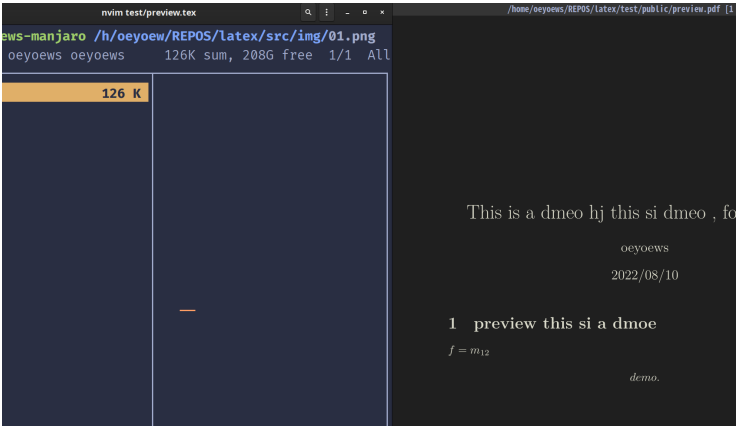 nvim test/preview.tex
ews-manjaro /h/oeyoew/REPOS/latex/src/img/01.png
oeyoews oeyoews 126K sum, 208G free 1/1 All
126 K
/home/oeyoews/REPOS/latex/test/public/preview.pdf [1
This is a dmeo hj this si dmeo , fo
oeyoews
2022/08/10
1 preview this si a dmoe
f = m₁₂
demo.